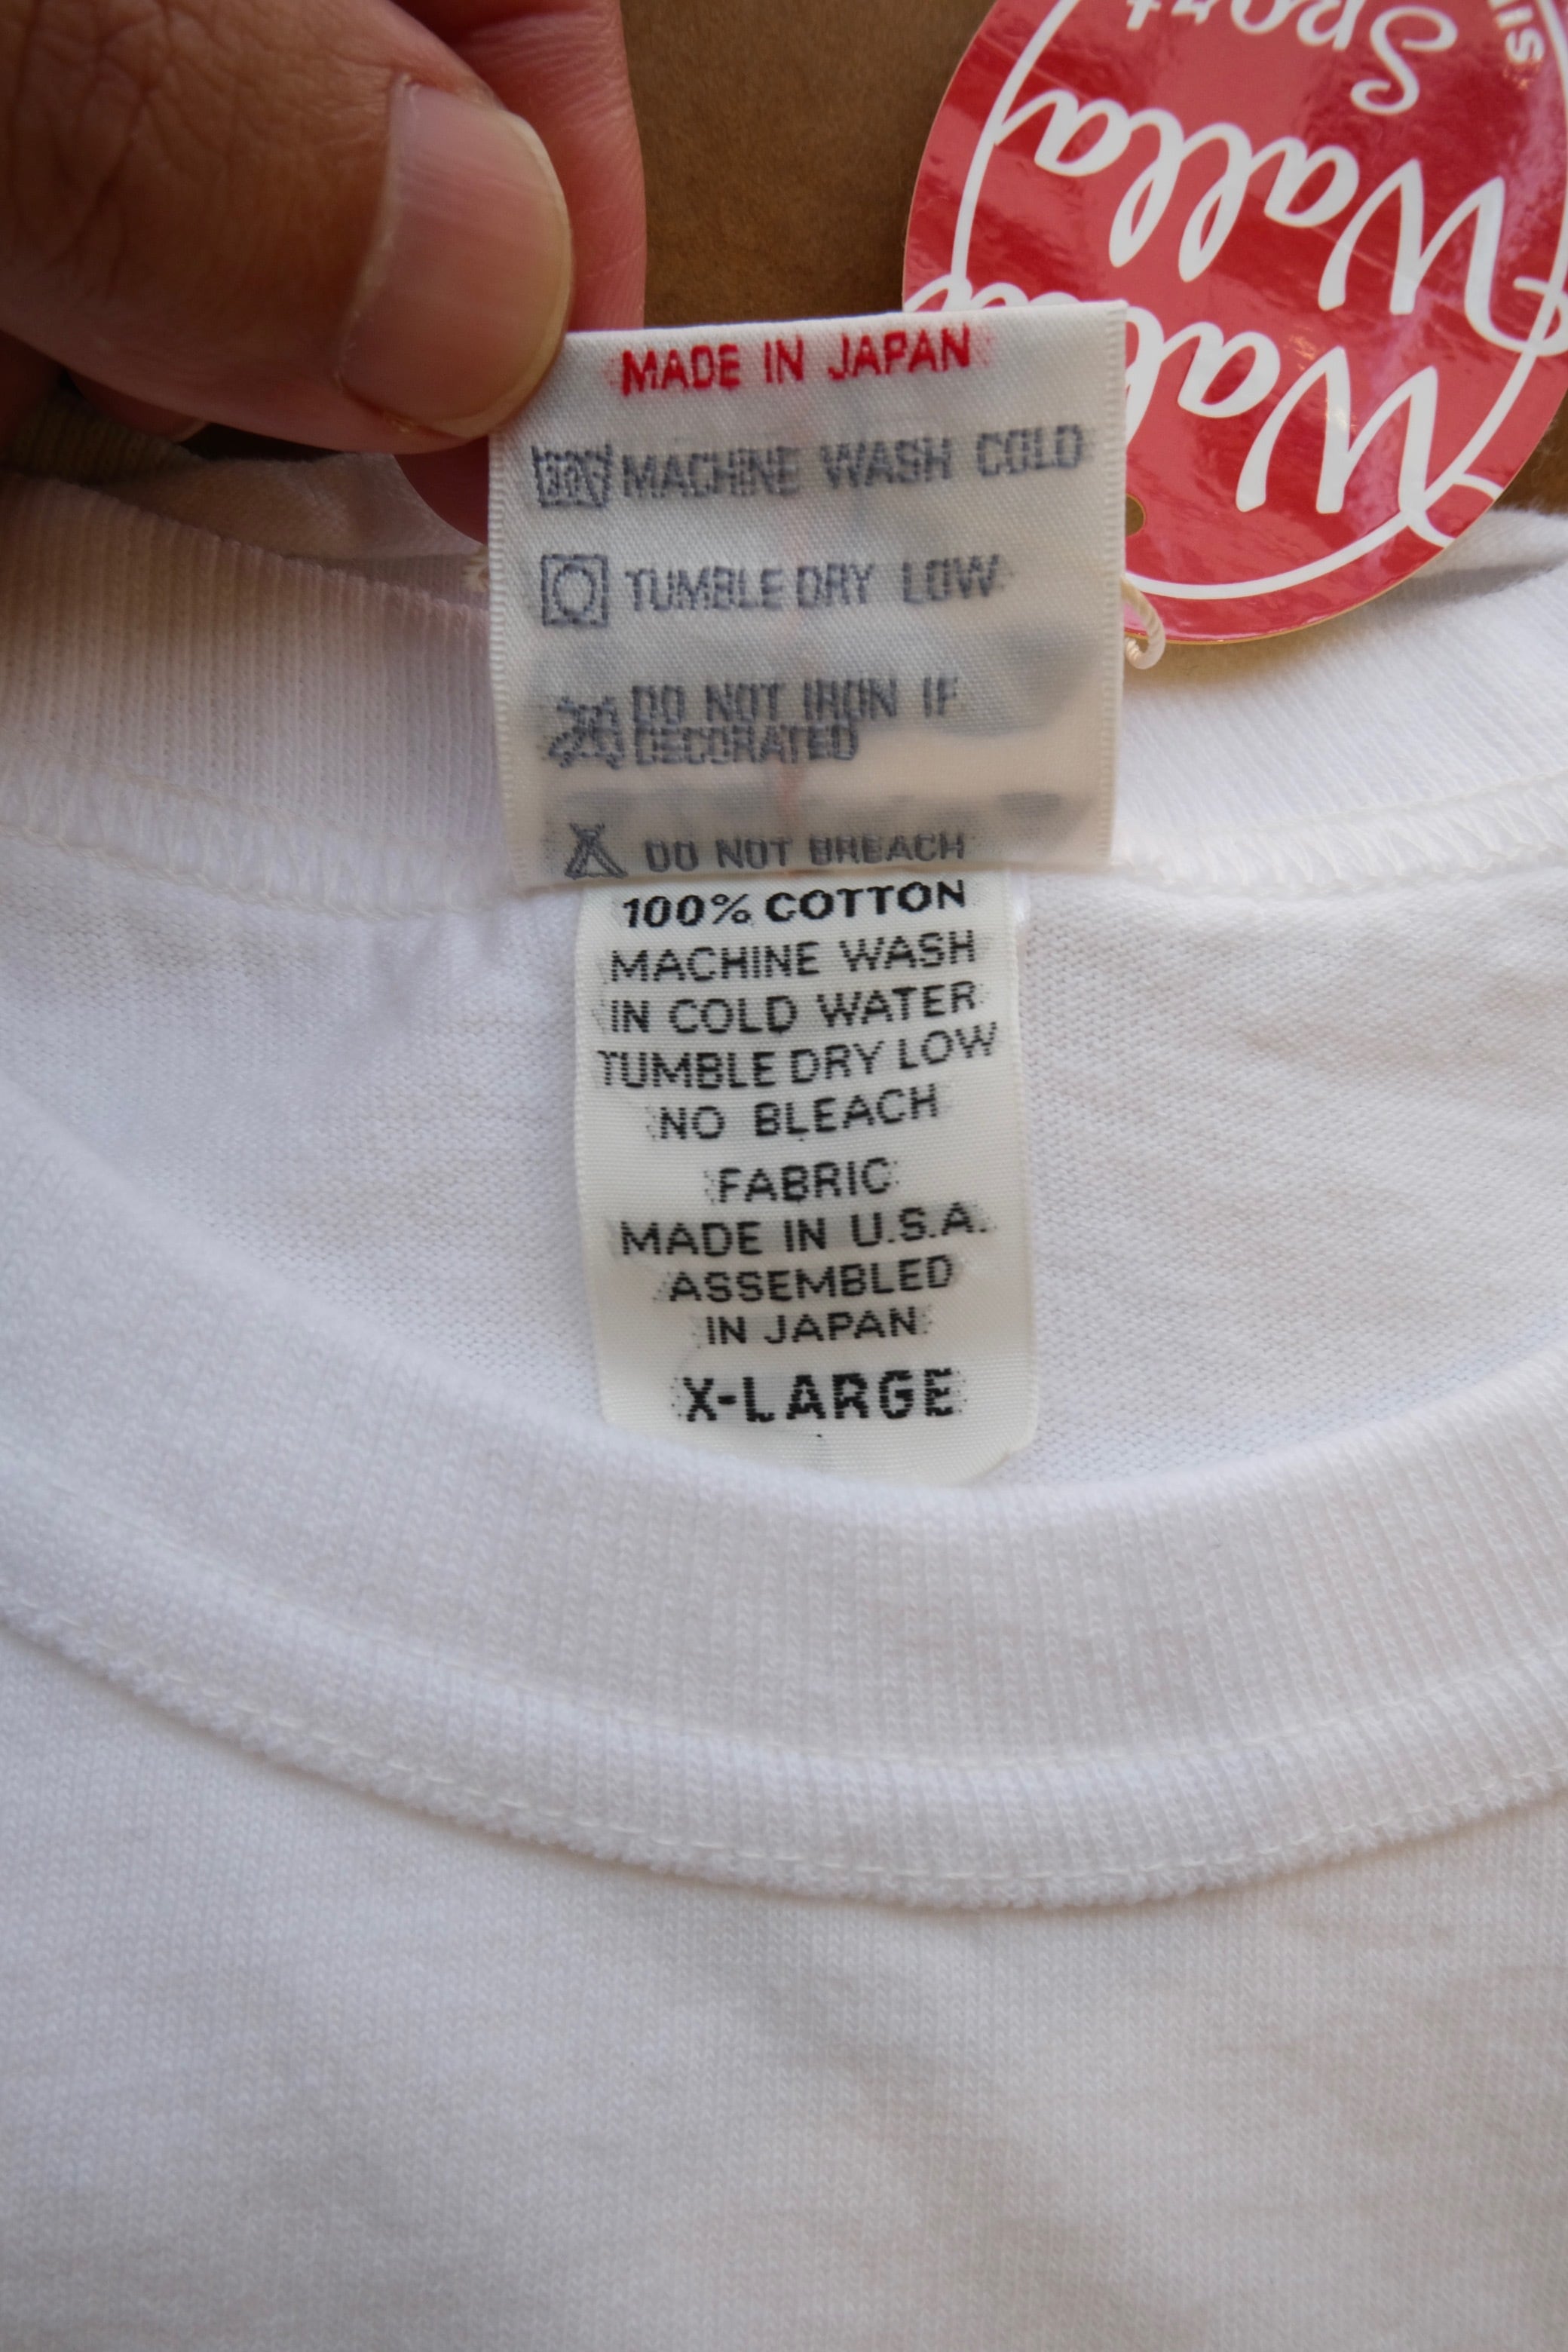 MADE IN JAPAN
30 MACHINE WASH COLD
TUMBLE DRY LOW
DO NOT IRON IF
DECORATED
DO NOT BREACH
100% COTTON
MACHINE WASH
IN COLD WATER
TUMBLE DRY LOW
NO BLEACH
FABRIC
MADE IN U.S.A.
ASSEMBLED
IN JAPAN
X-LARGE
Walla
Walla
Sport